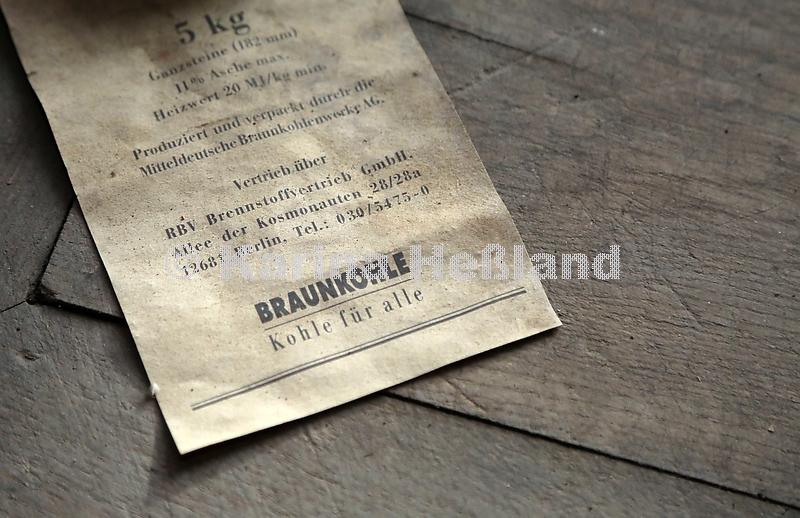 5 kg
Ganzsteine (182 mm)
11% Asche max.
Heizwert 20 MJ/kg min.
Produziert und verpackt durch die
Mitteldeutsche Braunkohlenwerke AG.
Vertrieb über
RBV Brennstoffvertrieb GmbH.
Allee der Kosmonauten 28/28a
Berlin, Tel.: 030/5475-0
© Karina Heßland
BRAUNKOHLE
Kohle für alle